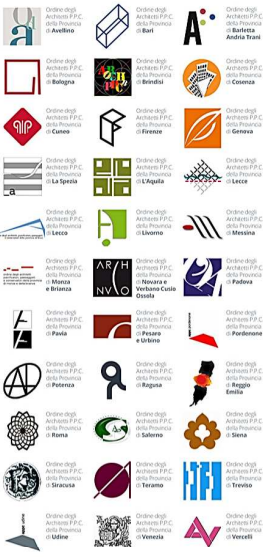 Ordine degli
Architetti P.P.C.
della Provincia
di Avellino
Ordine degli
Architetti P.P.C.
della Provincia
di Bari
Ordine degli
Architetti P.P.C.
della Provincia
di Barletta
Andria Trani
Ordine degli
Architetti P.P.C.
della Provincia
di Bologna
Ordine degli
Architetti P.P.C.
della Provincia
di Brindisi
Ordine degli
Architetti P.P.C.
della Provincia
di Cosenza
Ordine degli
Architetti P.P.C.
della Provincia
di Cuneo
Ordine degli
Architetti P.P.C.
della Provincia
di Firenze
Ordine degli
Architetti P.P.C.
della Provincia
di Genova
Ordine degli
Architetti P.P.C.
della Provincia
di La Spezia
Ordine degli
Architetti P.P.C.
della Provincia
di L'Aquila
Ordine degli
Architetti P.P.C.
della Provincia
di Lecce
Ordine degli
Architetti P.P.C.
della Provincia
di Lecco
Ordine degli
Architetti P.P.C.
della Provincia
di Livorno
Ordine degli
Architetti P.P.C.
della Provincia
di Messina
Ordine degli
Architetti P.P.C.
della Provincia
di Monza
e Brianza
ARCH
NVO
Ordine degli
Architetti P.P.C.
della Provincia
di Novara e
Verbano Cusio
Ossola
Ordine degli
Architetti P.P.C.
della Provincia
di Padova
Ordine degli
Architetti P.P.C.
della Provincia
di Pavia
Ordine degli
Architetti P.P.C.
della Provincia
di Pesaro
e Urbino
Ordine degli
Architetti P.P.C.
della Provincia
di Pordenone
Ordine degli
Architetti P.P.C.
della Provincia
di Potenza
Ordine degli
Architetti P.P.C.
della Provincia
di Ragusa
Ordine degli
Architetti P.P.C.
della Provincia
di Reggio
Emilia
Ordine degli
Architetti P.P.C.
della Provincia
di Roma
Ordine degli
Architetti P.P.C.
della Provincia
di Salerno
Ordine degli
Architetti P.P.C.
della Provincia
di Siena
Ordine degli
Architetti P.P.C.
della Provincia
di Siracusa
Ordine degli
Architetti P.P.C.
della Provincia
di Teramo
Ordine degli
Architetti P.P.C.
della Provincia
di Treviso
Ordine degli
Architetti P.P.C.
della Provincia
di Udine
Ordine degli
Architetti P.P.C.
della Provincia
di Venezia
Ordine degli
Architetti P.P.C.
della Provincia
di Vercelli